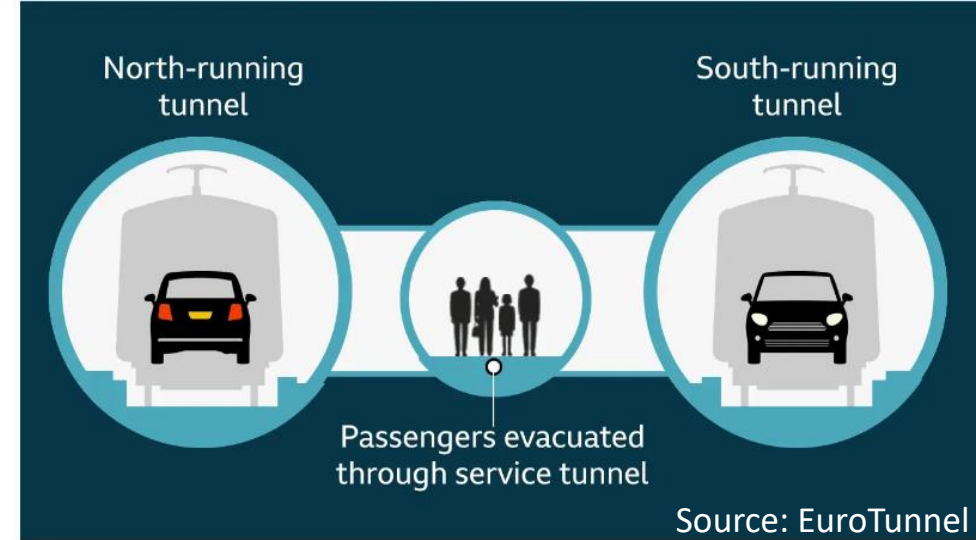 North-running
tunnel
South-running
tunnel
Passengers evacuated
through service tunnel
Source: EuroTunnel